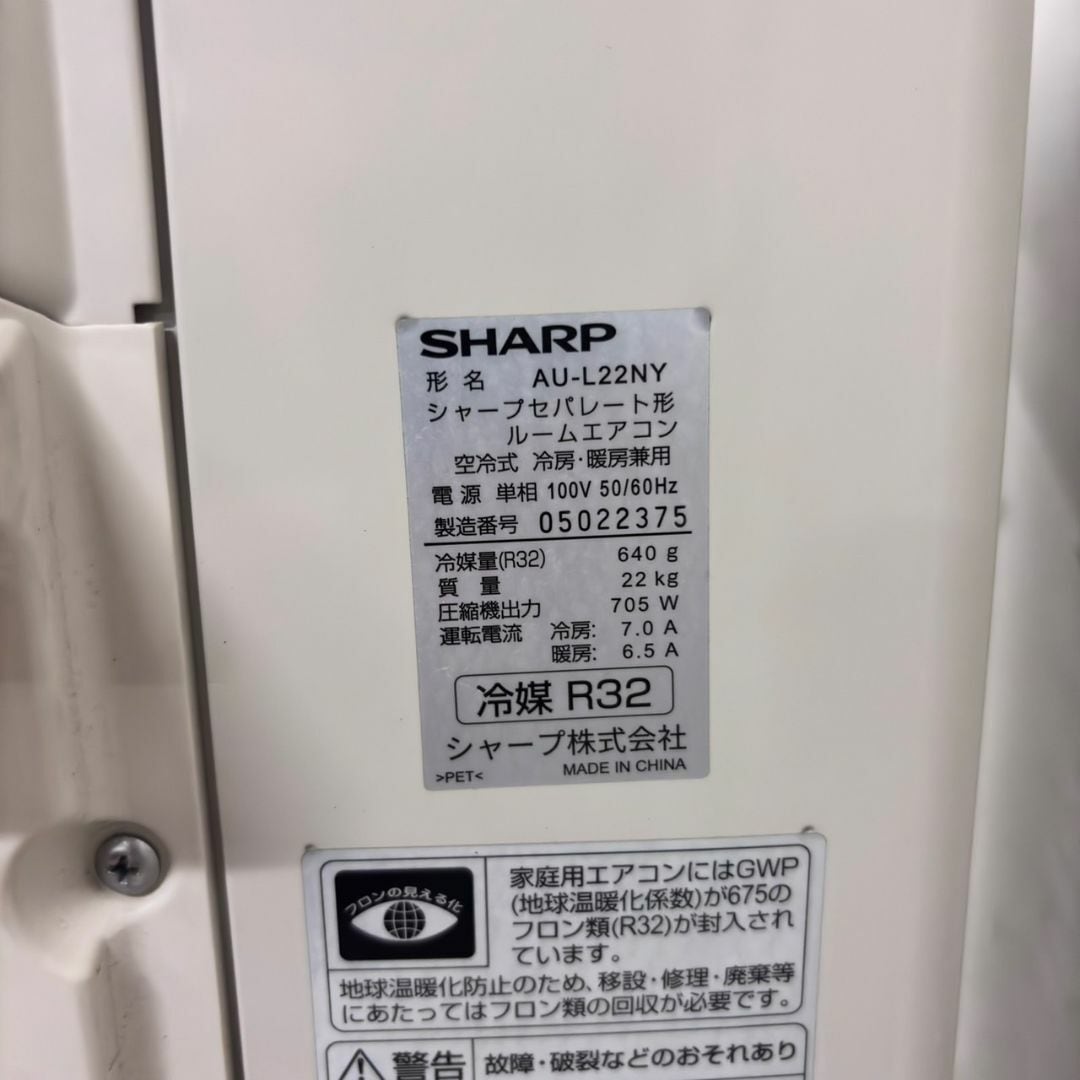 SHARP
形名 AU-L22NY
シャープセパレート形
ルームエアコン
空冷式 冷房・暖房兼用
電源 単相 100V 50/60Hz
製造番号 05022375
冷媒量(R32) 640 g
質量 22 kg
圧縮機出力 705 W
運転電流 冷房: 7.0 A
暖房: 6.5 A
冷媒 R32
シャープ株式会社
>PET< MADE IN CHINA
フロンの見える化
家庭用エアコンにはGWP
(地球温暖化係数)が675の
フロン類(R32)が封入され
ています。
地球温暖化防止のため、移設・修理・廃棄等
にあたってはフロン類の回収が必要です。
警告 故障・破裂などのおそれあり